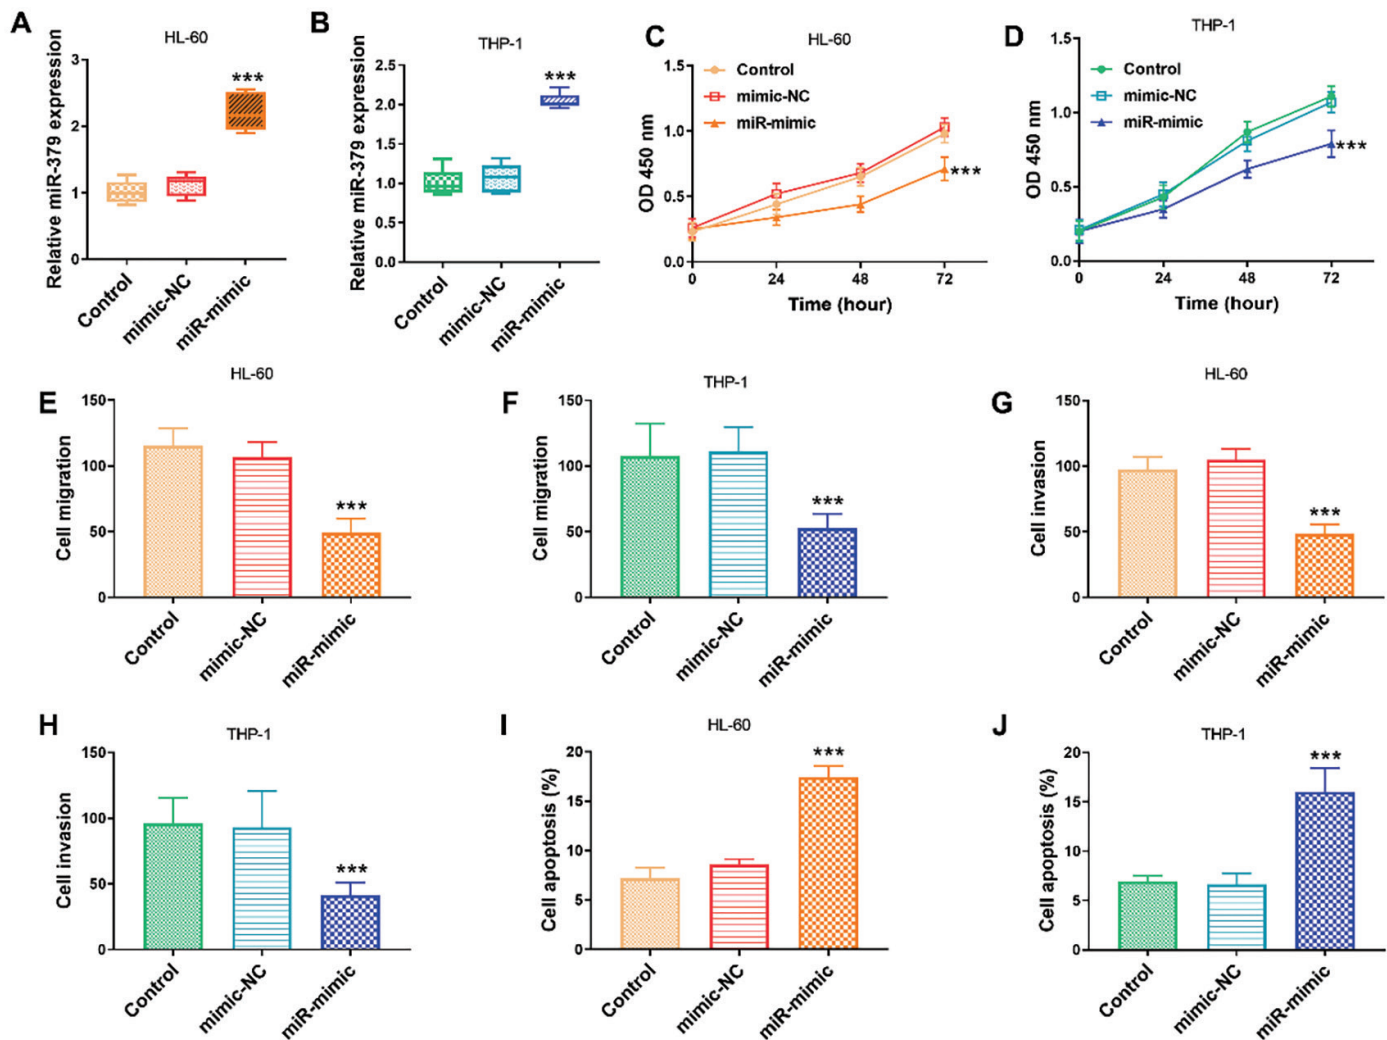 A
HL-60
Relative miR-379 expression
3
2
1
0
***
Control
mimic-NC
miR-mimic
B
THP-1
Relative miR-379 expression
2.5
2.0
1.5
1.0
0.5
0.0
***
Control
mimic-NC
miR-mimic
C
HL-60
OD 450 nm
1.5
1.0
0.5
0.0
Control
mimic-NC
miR-mimic
***
0 24 48 72
Time (hour)
D
THP-1
OD 450 nm
1.5
1.0
0.5
0.0
Control
mimic-NC
miR-mimic
***
0 24 48 72
Time (hour)
E
HL-60
Cell migration
150
100
50
0
***
Control
mimic-NC
miR-mimic
F
THP-1
Cell migration
150
100
50
0
***
Control
mimic-NC
miR-mimic
G
HL-60
Cell invasion
150
100
50
0
***
Control
mimic-NC
miR-mimic
H
THP-1
Cell invasion
150
100
50
0
***
Control
mimic-NC
miR-mimic
I
HL-60
Cell apoptosis (%)
20
15
10
5
0
***
Control
mimic-NC
miR-mimic
J
THP-1
Cell apoptosis (%)
20
15
10
5
0
***
Control
mimic-NC
miR-mimic